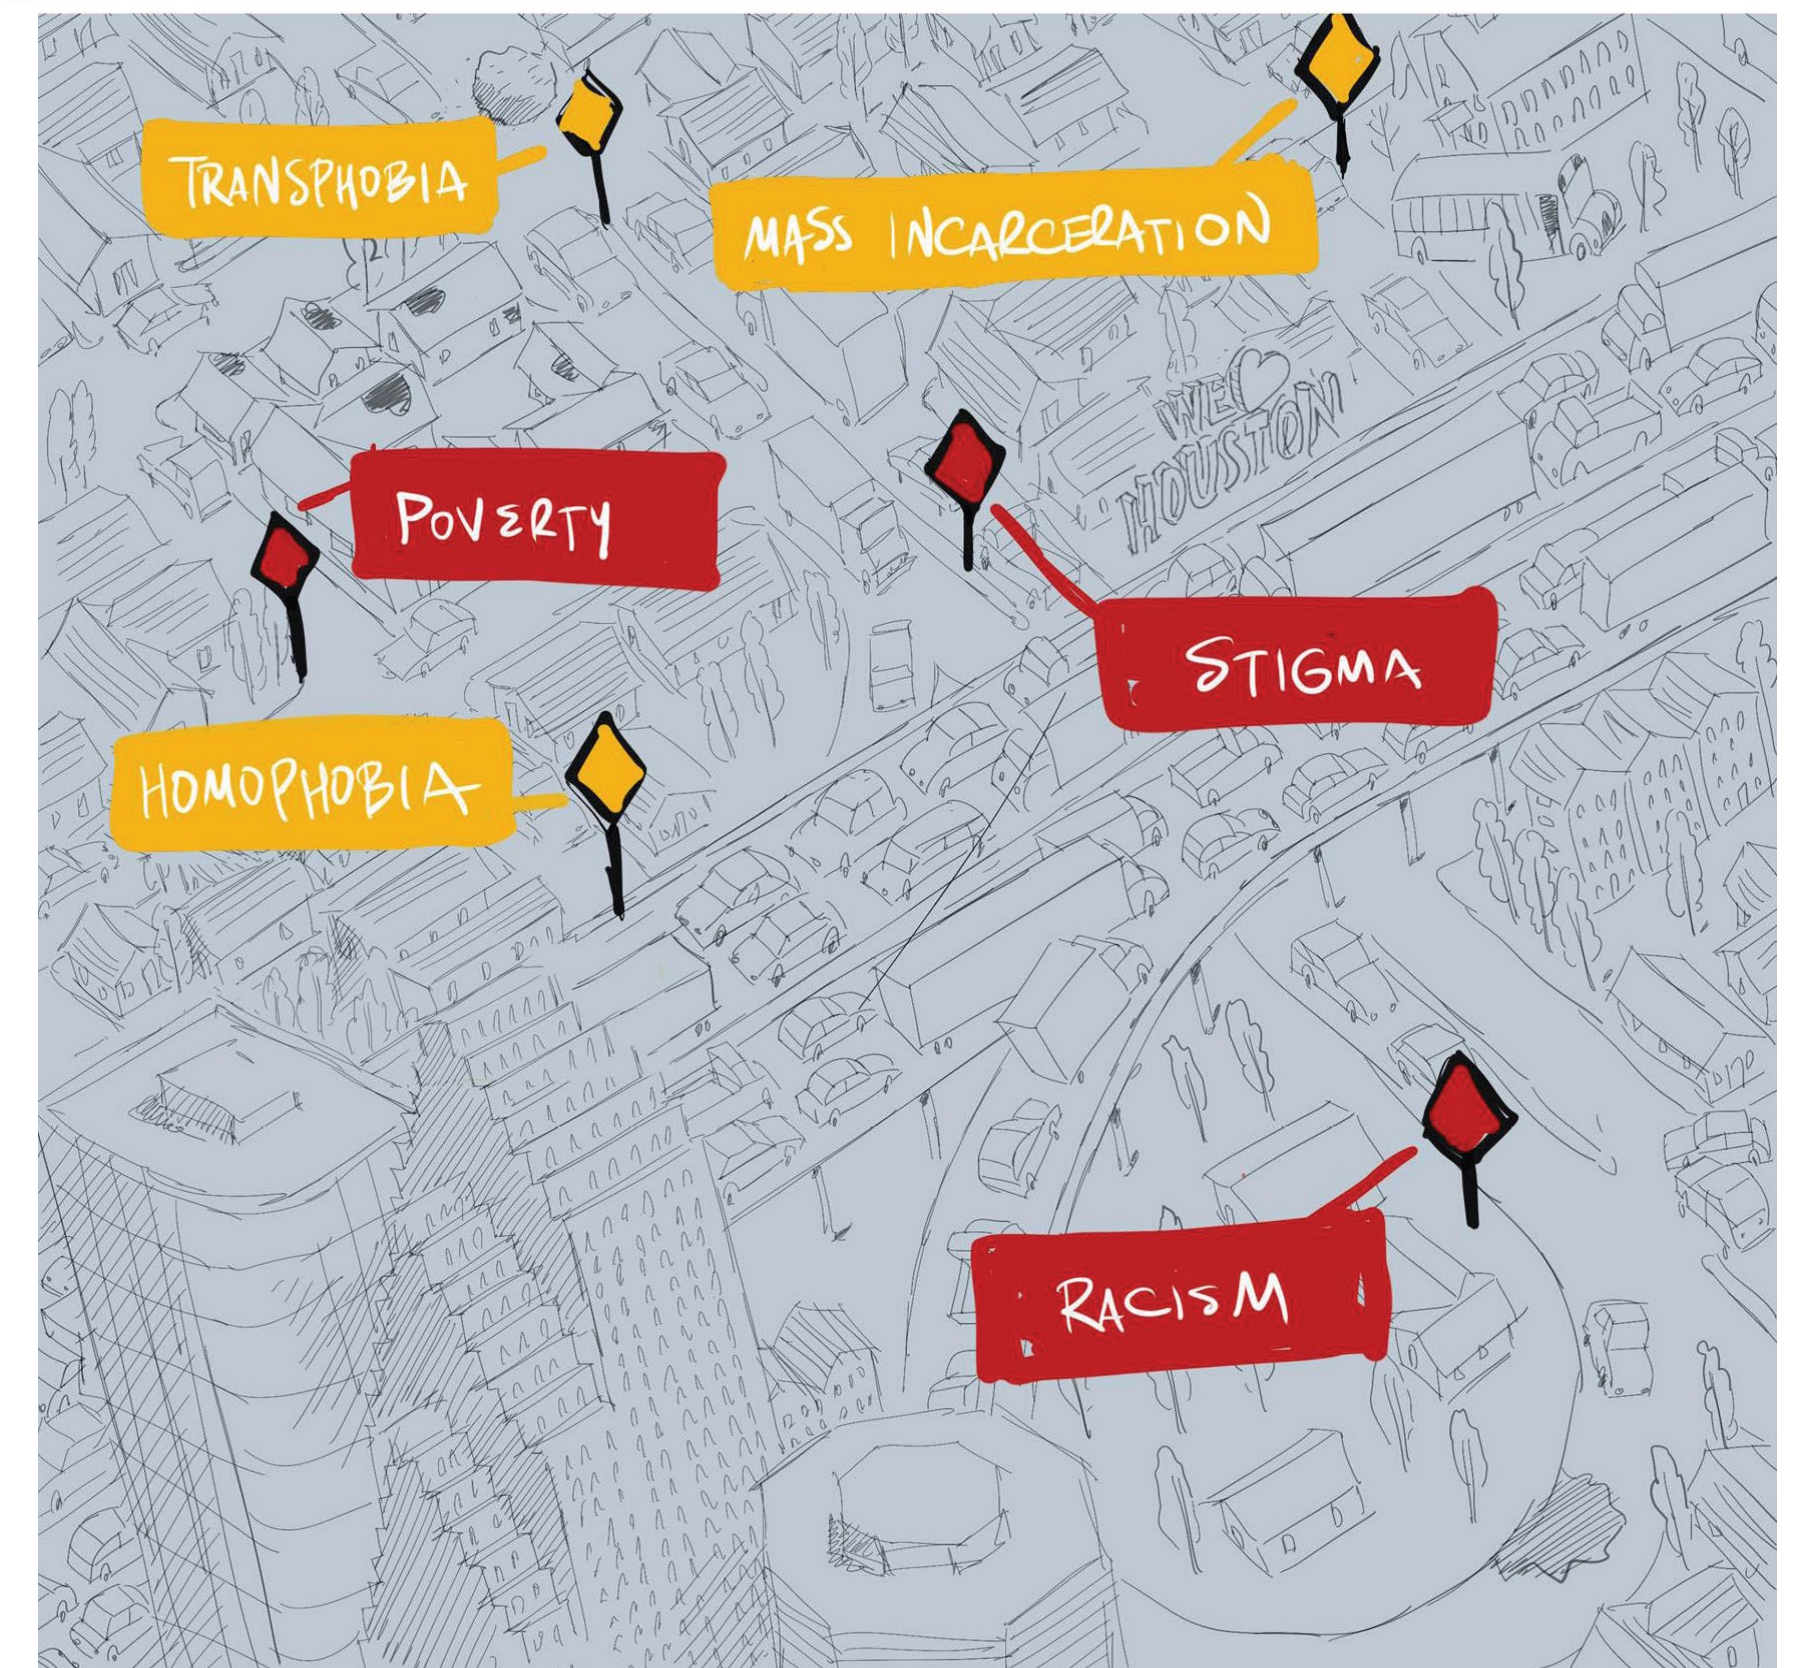 TRANSPHOBIA
MASS INCARCERATION
WE
HOUSTON
POVERTY
STIGMA
HOMOPHOBIA
RACISM